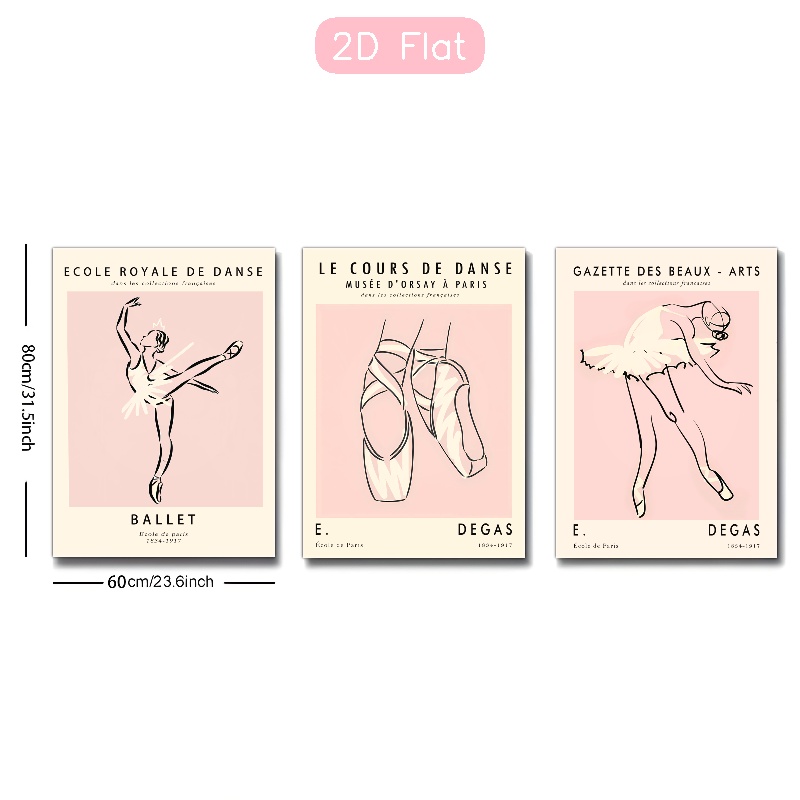 2D Flat
80cm/31.5inch
ECOLE ROYALE DE DANSE
dans les collections françaises
BALLET
Ecole de paris
1834-1917
60cm/23.6inch
LE COURS DE DANSE
MUSÉE D'ORSAY À PARIS
dans les collections françaises
E. DEGAS
École de Paris 1834-1917
GAZETTE DES BEAUX - ARTS
dans les collections françaises
E. DEGAS
Ecole de Paris 1834-1917